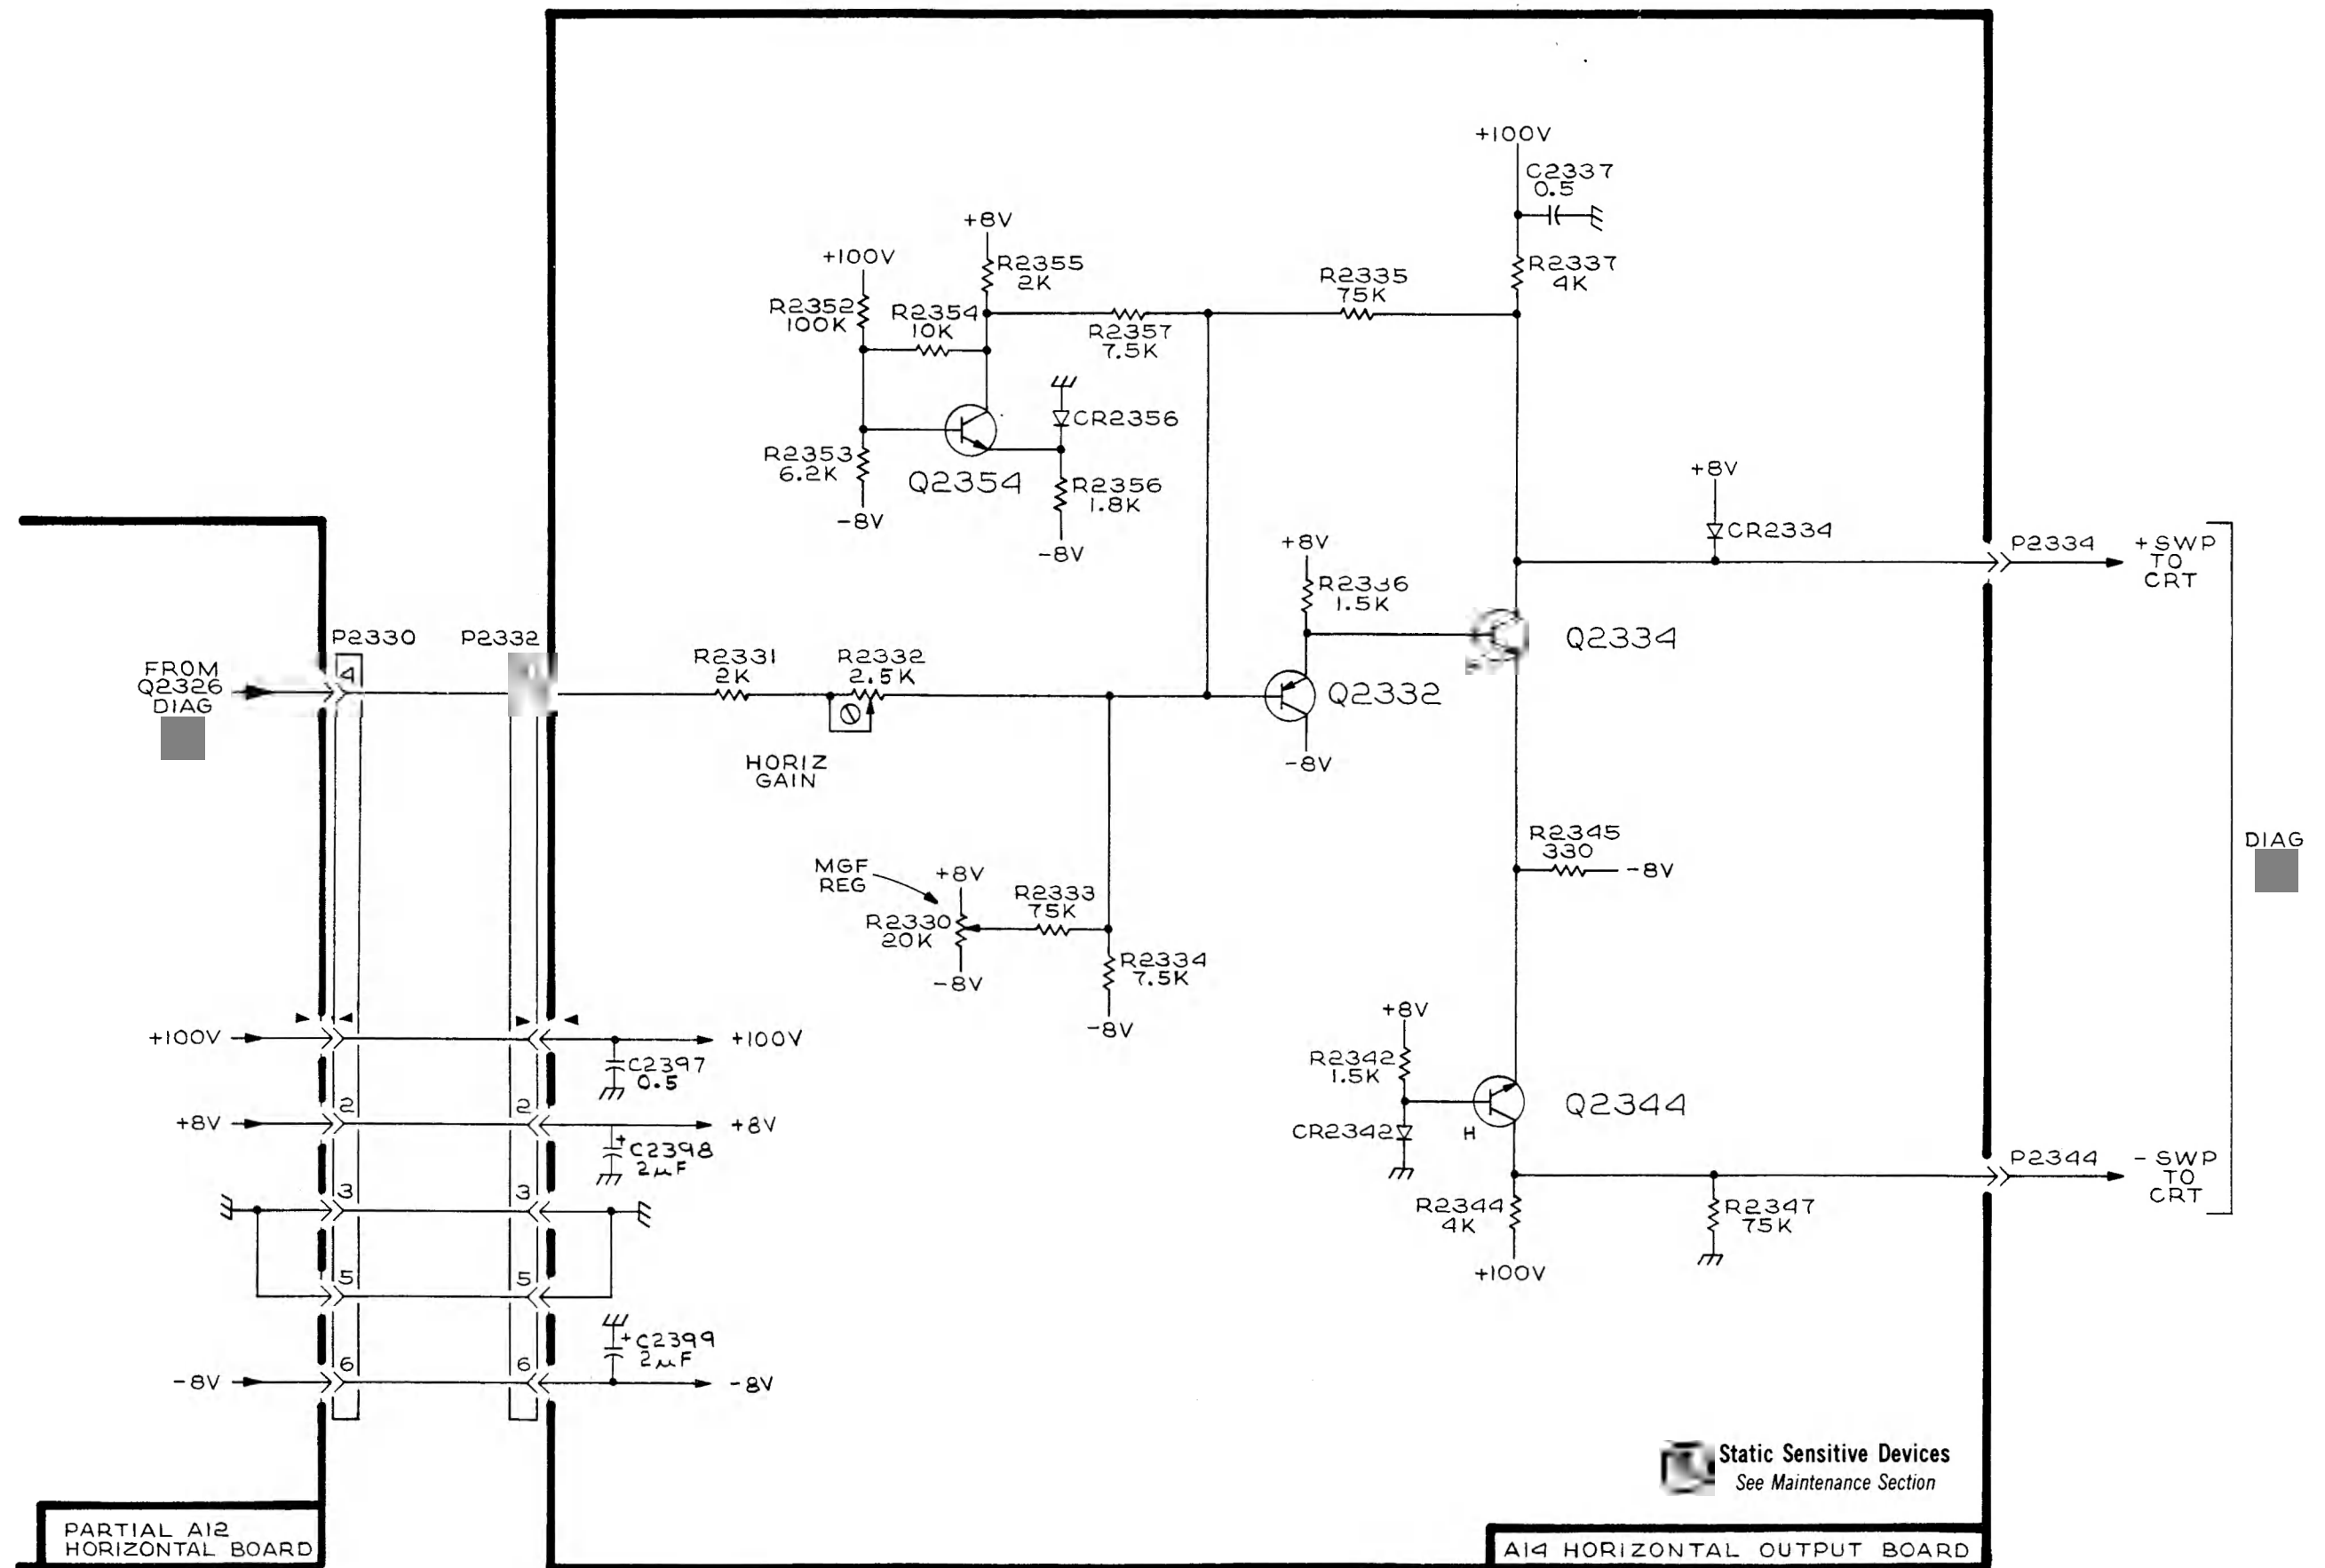 +100V
C2337
0.5
R2337
4K
+8V
R2355
2K
+100V
R2352
100K
R2354
10K
R2357
7.5K
R2335
75K
CR2356
R2353
6.2K
-8V
Q2354
R2356
1.8K
-8V
+8V
CR2334
P2334
+ SWP
TO
CRT
+8V
R2336
1.5K
Q2334
P2330
P2332
4
FROM
Q2326
DIAG
R2331
2K
R2332
2.5K
HORIZ
GAIN
Q2332
-8V
R2345
330
-8V
DIAG
MGF
REG
+8V
R2330
20K
-8V
R2333
75K
R2334
7.5K
-8V
+8V
R2342
1.5K
CR2342
H
Q2344
P2344
- SWP
TO
CRT
R2344
4K
+100V
R2347
75K
+100V
+100V
C2397
0.5
+8V
2
2
+8V
+
C2398
2µF
3
3
5
5
+
C2399
2µF
-8V
6
6
-8V
Static Sensitive Devices
See Maintenance Section
PARTIAL A12
HORIZONTAL BOARD
A14 HORIZONTAL OUTPUT BOARD